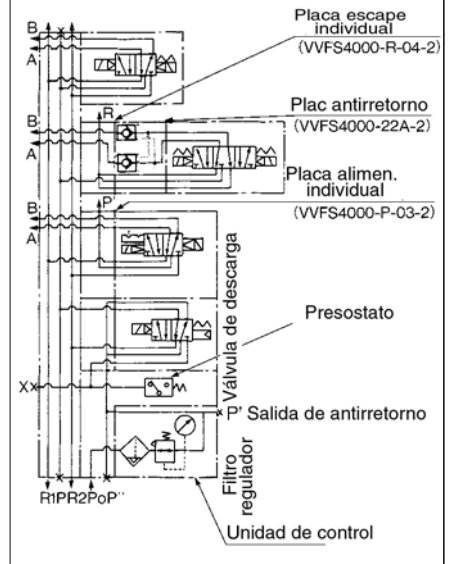 Placa escape
individual
(VVFS4000-R-04-2)
B
A
R
Plac antirretorno
(VVFS4000-22A-2)
B
A
Placa alimen.
individual
(VVFS4000-P-03-2)
P
B
A
Válvula de descarga
Presostato
X
P' Salida de antirretorno
Filtro
regulador
R1PR2PoP''
Unidad de control